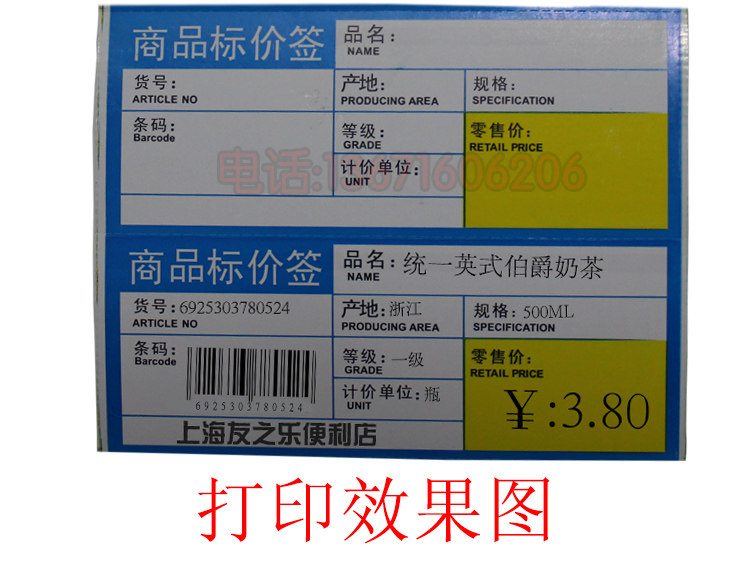 商品标价签
品名：
NAME
货号：
ARTICLE NO
产地：
PRODUCING AREA
规格：
SPECIFICATION
条码：
Barcode
等级：
GRADE
零售价：
RETAIL PRICE
计价单位：
UNIT
电话:13671606206
商品标价签
品名：统一英式伯爵奶茶
NAME
货号：6925303780524
ARTICLE NO
产地：浙江
PRODUCING AREA
规格：500ML
SPECIFICATION
条码：
Barcode
6925303780524
等级：一级
GRADE
零售价：
RETAIL PRICE
计价单位：瓶
UNIT
￥:3.80
上海友之乐便利店
打印效果图